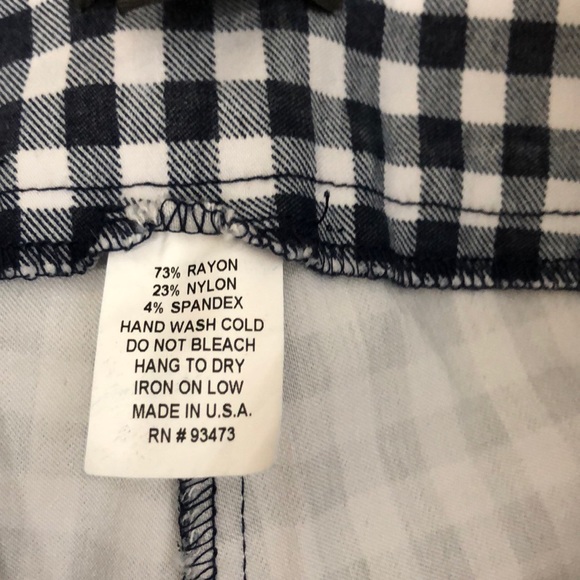 73% RAYON
23% NYLON
4% SPANDEX
HAND WASH COLD
DO NOT BLEACH
HANG TO DRY
IRON ON LOW
MADE IN U.S.A.
RN # 93473